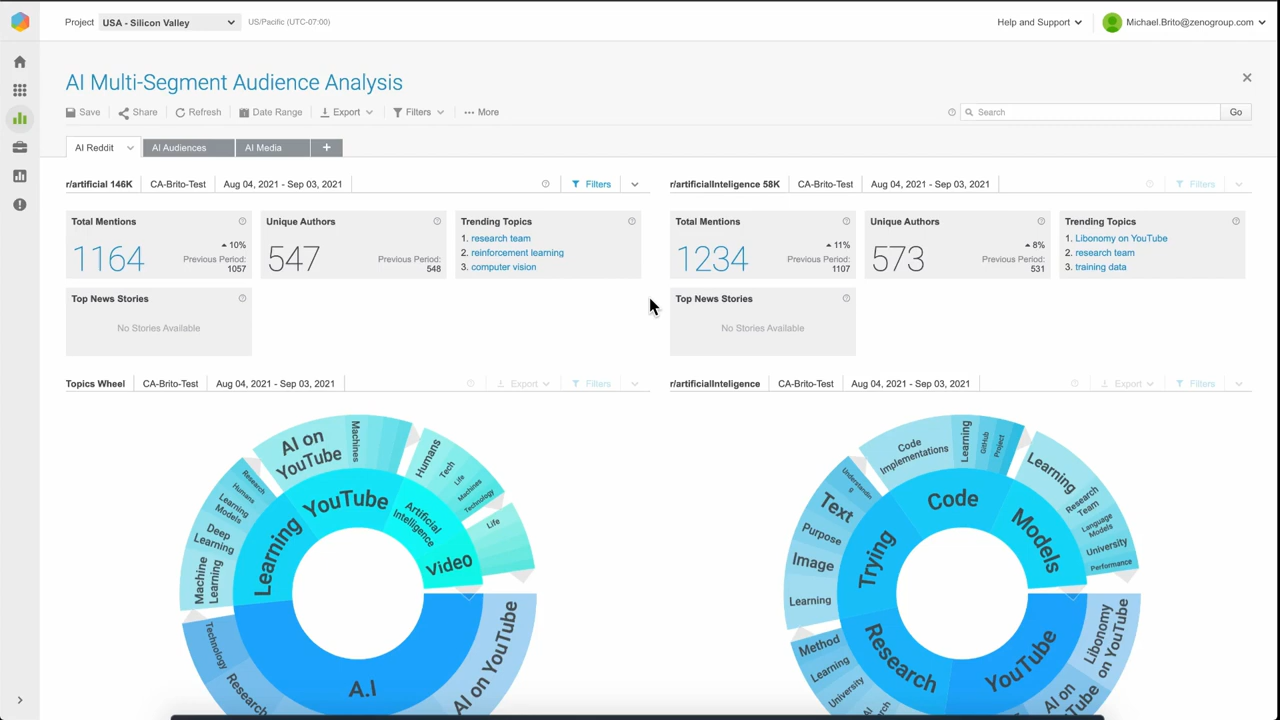 Project USA - Silicon Valley US/Pacific (UTC-07:00) Help and Support Michael.Brito@zenogroup.com
AI Multi-Segment Audience Analysis
Save Share Refresh Date Range Export Filters More Search Go
AI Reddit AI Audiences AI Media +
r/artificial 146K CA-Brito-Test Aug 04, 2021 - Sep 03, 2021 Filters
Total Mentions
1164
10%
Previous Period:
1057
Unique Authors
547
Previous Period:
548
Trending Topics
1. research team
2. reinforcement learning
3. computer vision
Top News Stories
No Stories Available
r/artificialInteligence 58K CA-Brito-Test Aug 04, 2021 - Sep 03, 2021 Filters
Total Mentions
1234
11%
Previous Period:
1107
Unique Authors
573
8%
Previous Period:
531
Trending Topics
1. Libonomy on YouTube
2. research team
3. training data
Top News Stories
No Stories Available
Topics Wheel CA-Brito-Test Aug 04, 2021 - Sep 03, 2021 Export Filters
AI on
YouTube
Machines
Humans
Tech
Life
Machines
Technology
Life
Research
Humans
Learning
Models
Deep
Learning
Machine
Learning
YouTube
Artificial
Intelligence
Video
Learning
A.I
Technology
Research
AI on YouTube
r/artificialInteligence CA-Brito-Test Aug 04, 2021 - Sep 03, 2021 Export Filters
Code
Implementations
Learning
GitHub
Project
Learning
Research
Team
Language
Models
University
Performance
Text
Purpose
Image
Learning
Code
Models
Trying
Research
YouTube
Method
Learning
University
Libonomy
on YouTube
AI on